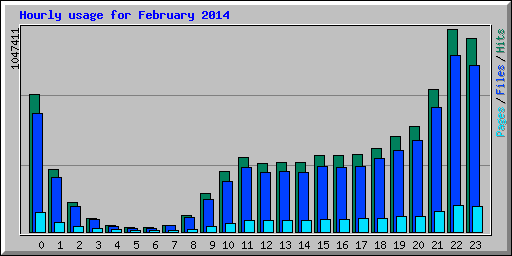 Hourly usage for February 2014
1047411
Pages/Files/Hits
0 1 2 3 4 5 6 7 8 9 10 11 12 13 14 15 16 17 18 19 20 21 22 23